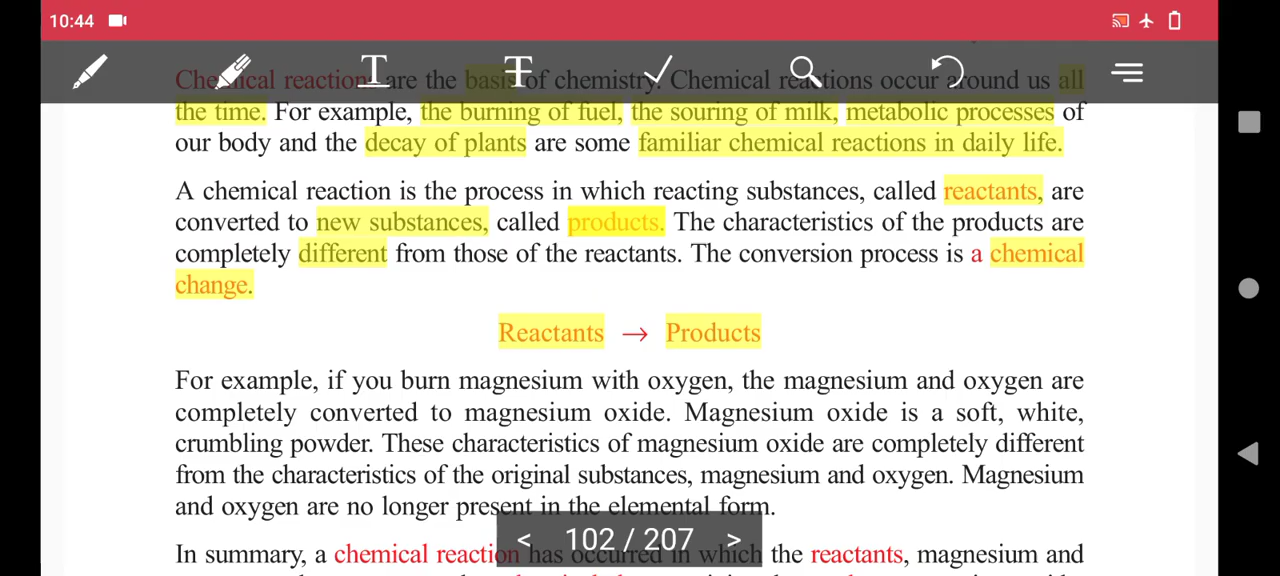 10:44
Chemical reactions are the basis of chemistry. Chemical reactions occur around us all
the time. For example, the burning of fuel, the souring of milk, metabolic processes of
our body and the decay of plants are some familiar chemical reactions in daily life.
A chemical reaction is the process in which reacting substances, called reactants, are
converted to new substances, called products. The characteristics of the products are
completely different from those of the reactants. The conversion process is a chemical
change.
Reactants → Products
For example, if you burn magnesium with oxygen, the magnesium and oxygen are
completely converted to magnesium oxide. Magnesium oxide is a soft, white,
crumbling powder. These characteristics of magnesium oxide are completely different
from the characteristics of the original substances, magnesium and oxygen. Magnesium
and oxygen are no longer present in the elemental form.
< 102 / 207 >
In summary, a chemical reaction has occurred in which the reactants, magnesium and